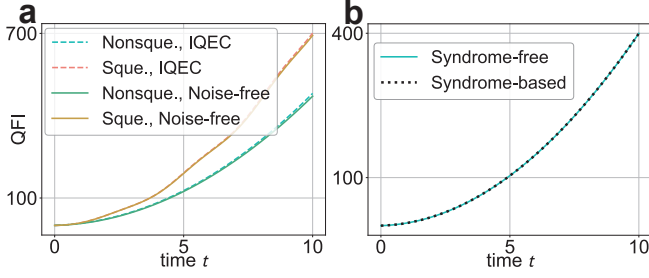 a
700
Nonsque., IQEC
Sque., IQEC
Nonsque., Noise-free
Sque., Noise-free
QFI
100
0
5
10
time t
b
400
Syndrome-free
Syndrome-based
100
0
5
10
time t